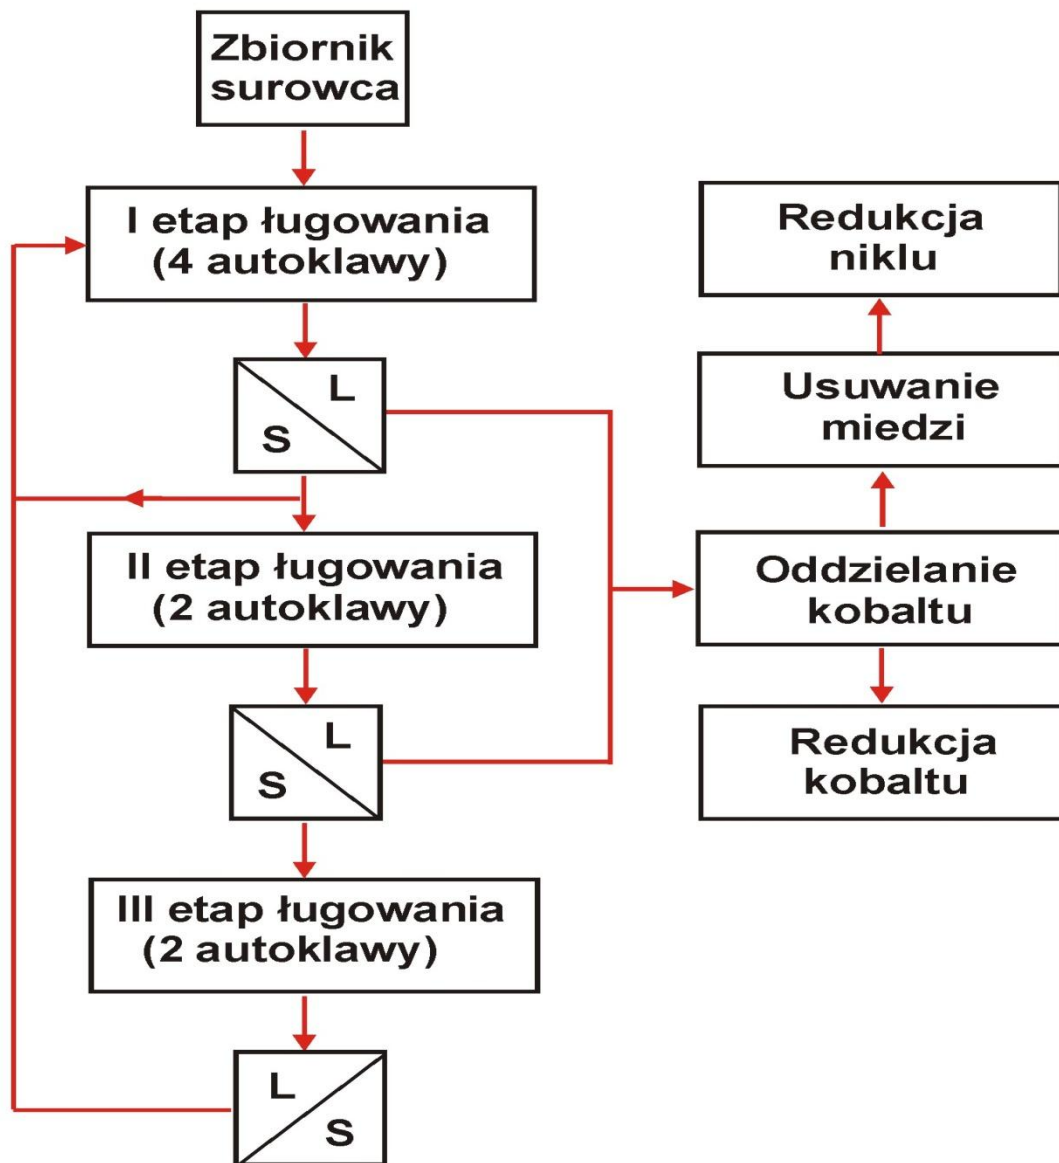 Zbiornik
surowca
I etap ługowania
(4 autoklawy)
L
S
II etap ługowania
(2 autoklawy)
L
S
III etap ługowania
(2 autoklawy)
L
S
Redukcja
niklu
Usuwanie
miedzi
Oddzielanie
kobaltu
Redukcja
kobaltu